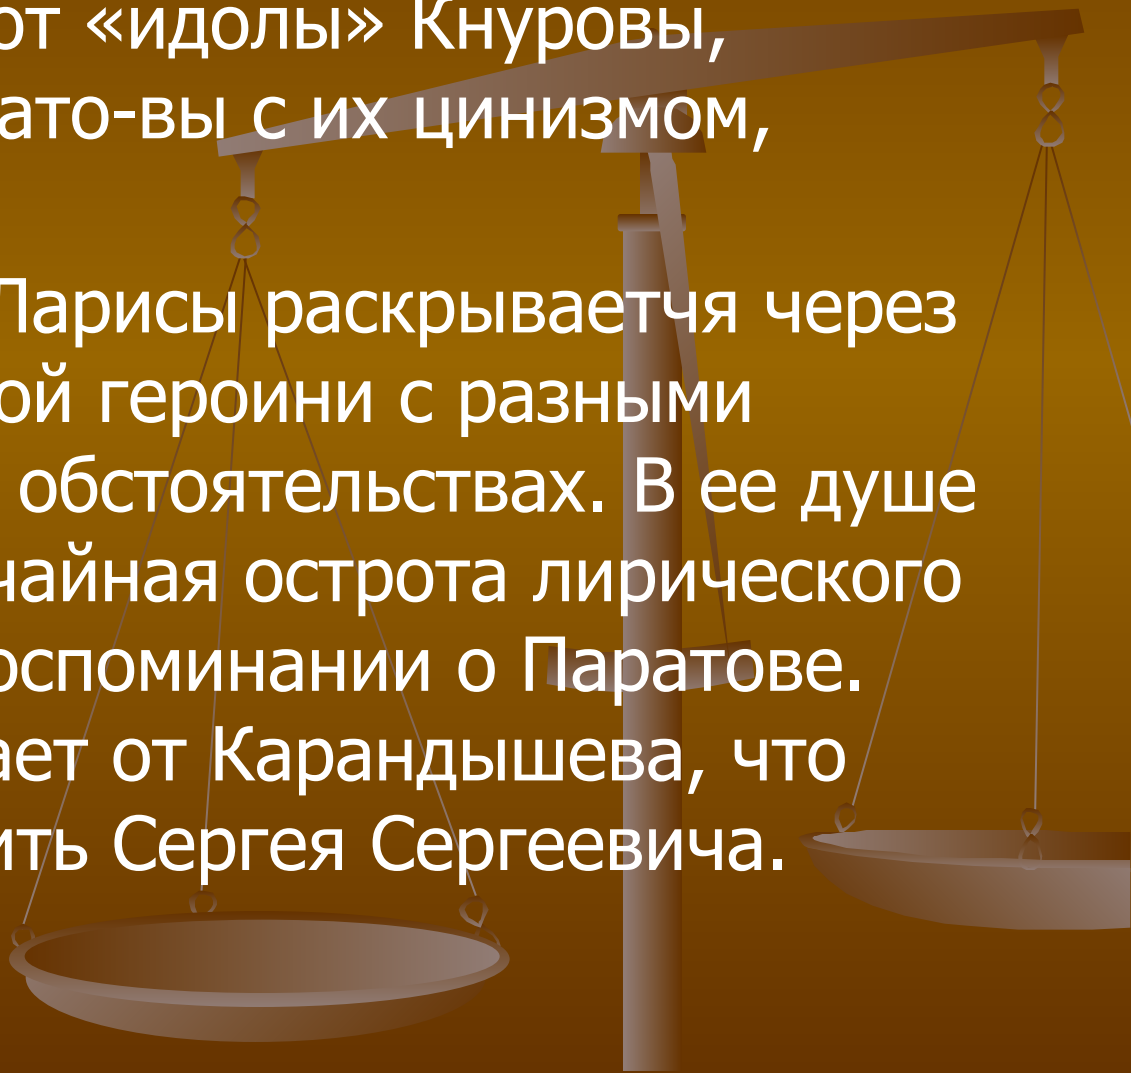 от «идолы» Кнуровы,
ато-вы с их цинизмом,
Ларисы раскрываетчя через
ой героини с разными
обстоятельствах. В ее душе
чайная острота лирического
оспоминании о Паратове.
ает от Карандышева, что
ить Сергея Сергеевича.